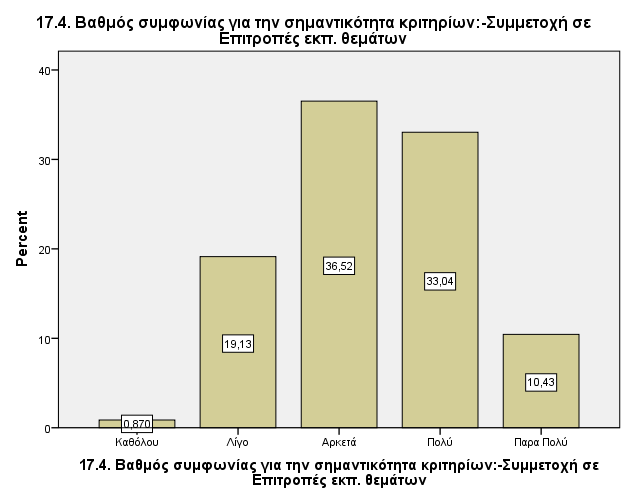 17.4. Βαθμός συμφωνίας για την σημαντικότητα κριτηρίων:-Συμμετοχή σε
Επιτροπές εκπ. θεμάτων
40
30
20
10
0
Percent
0,870
19,13
36,52
33,04
10,43
Καθόλου
Λίγο
Αρκετά
Πολύ
Παρα Πολύ
17.4. Βαθμός συμφωνίας για την σημαντικότητα κριτηρίων:-Συμμετοχή σε
Επιτροπές εκπ. θεμάτων